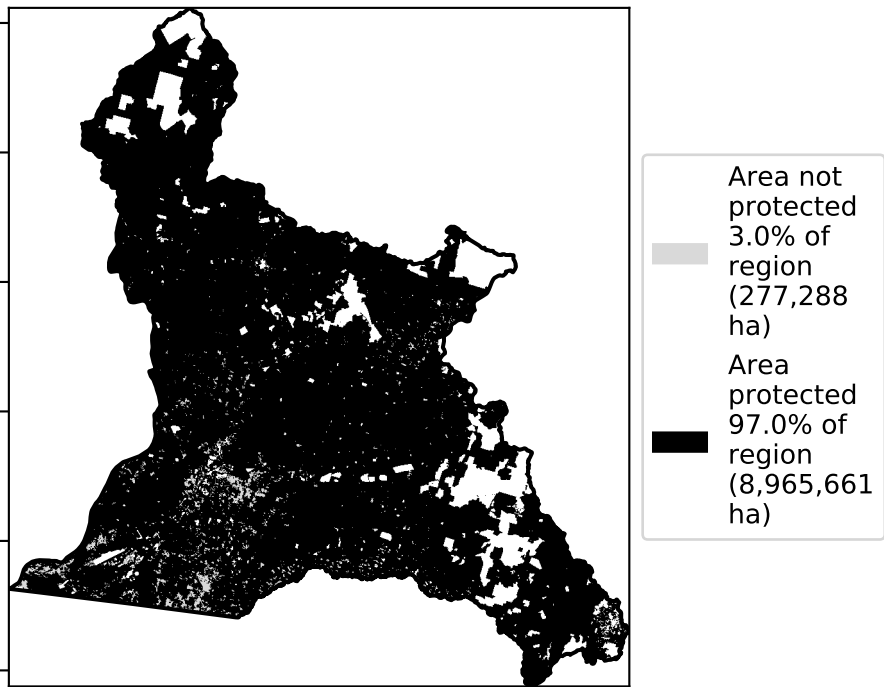 Area not
protected
3.0% of
region
(277,288
ha)
Area
protected
97.0% of
region
(8,965,661
ha)